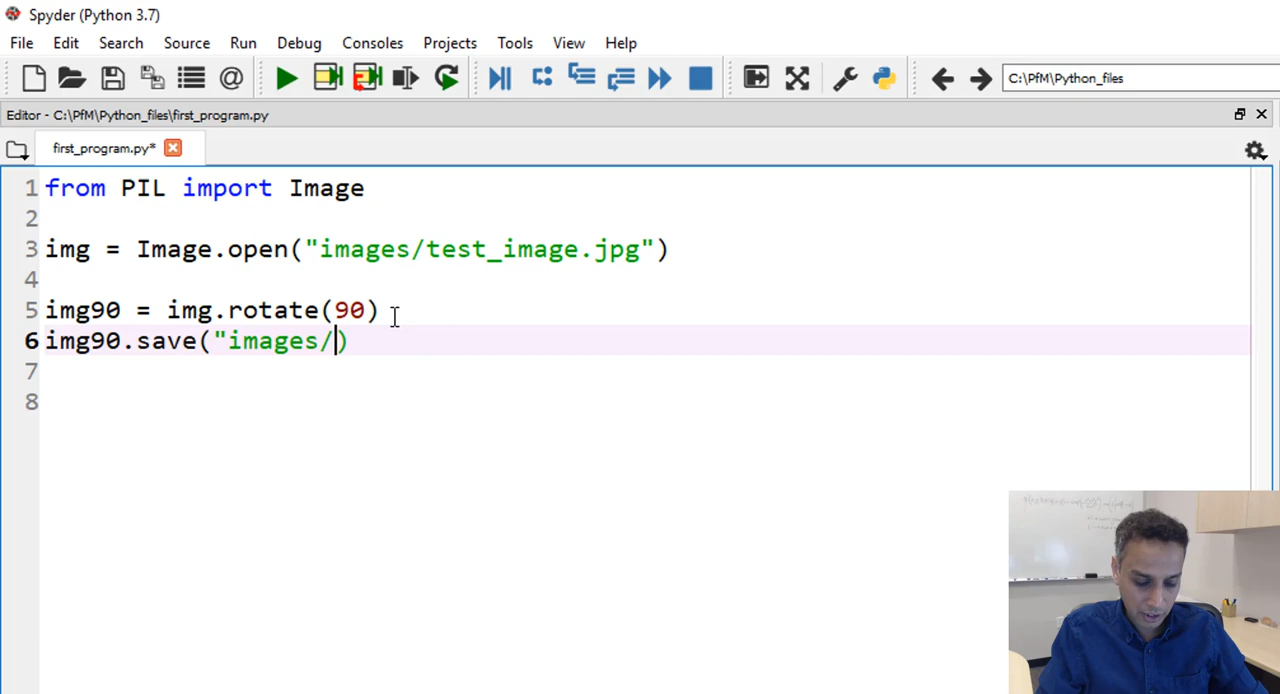 Spyder (Python 3.7)
File Edit Search Source Run Debug Consoles Projects Tools View Help
C:\PfM\Python_files
Editor - C:\PfM\Python_files\first_program.py
first_program.py*
1 from PIL import Image
2
3 img = Image.open("images/test_image.jpg")
4
5 img90 = img.rotate(90)
6 img90.save("images/)
7
8